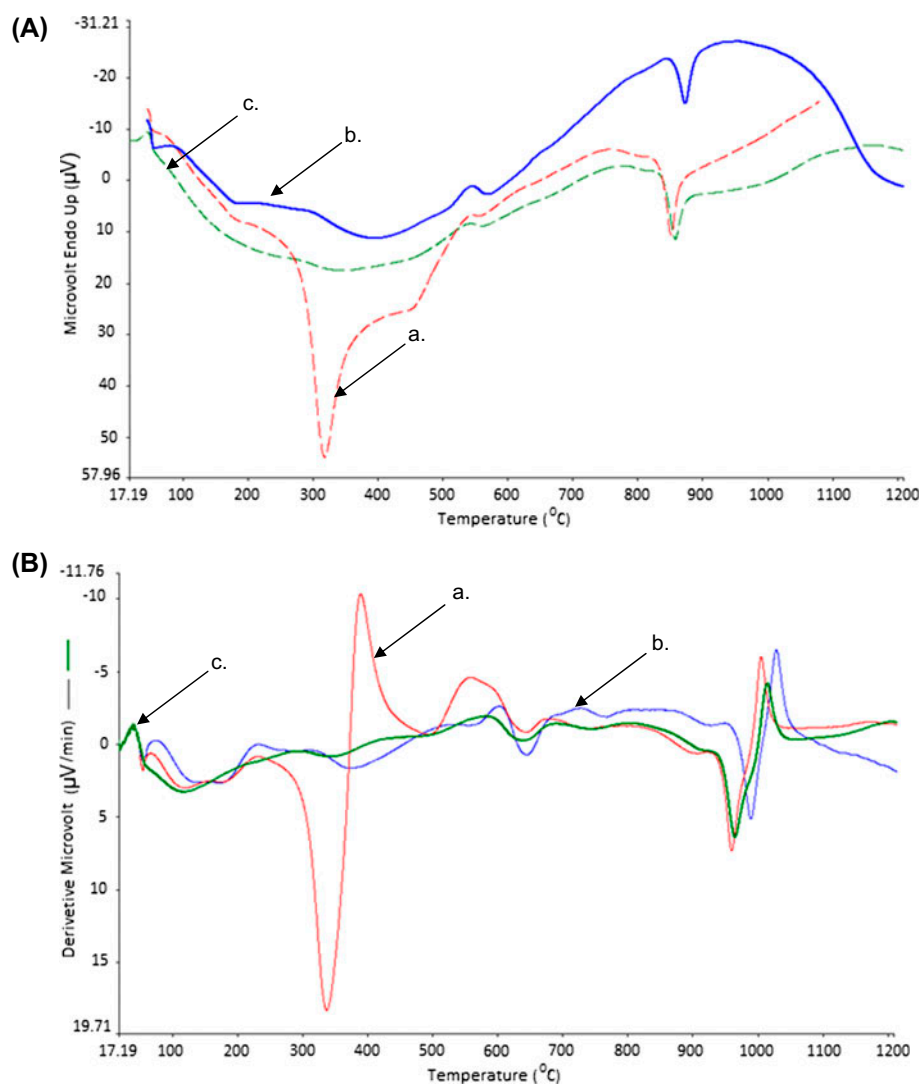 (A)
-31.21
-20
-10
0
10
20
30
40
50
57.96
Microvolt Endo Up (µV)
c.
b.
a.
17.19 100 200 300 400 500 600 700 800 900 1000 1100 1200
Temperature (⁰C)
(B)
-11.76
-10
-5
0
5
10
15
19.71
Derivetive Microvolt (µV/min)
c.
a.
b.
17.19 100 200 300 400 500 600 700 800 900 1000 1100 1200
Temperature (⁰C)